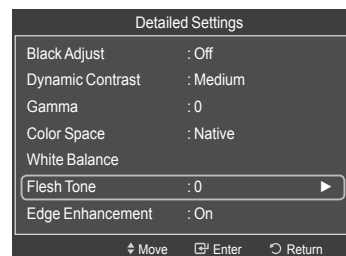 Detailed Settings
Black Adjust : Off
Dynamic Contrast : Medium
Gamma : 0
Color Space : Native
White Balance
Flesh Tone : 0 ►
Edge Enhancement : On
Move Enter Return